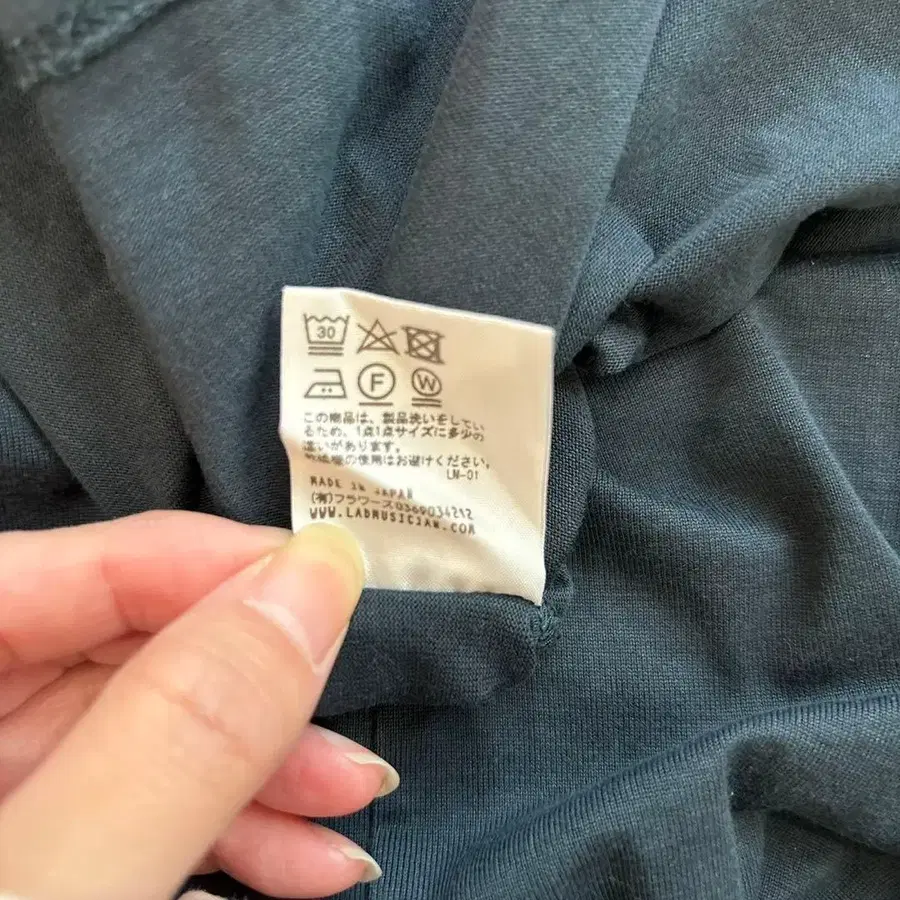 30
F
W
この商品は、製品洗いをしてい
るため、1点1点サイズに多少の
違いがあります。
の使用はお避けください。
LM-01
MADE IN JAPAN
(有)フラワーズ0369034212
WWW.LADMUSICIAN.COM